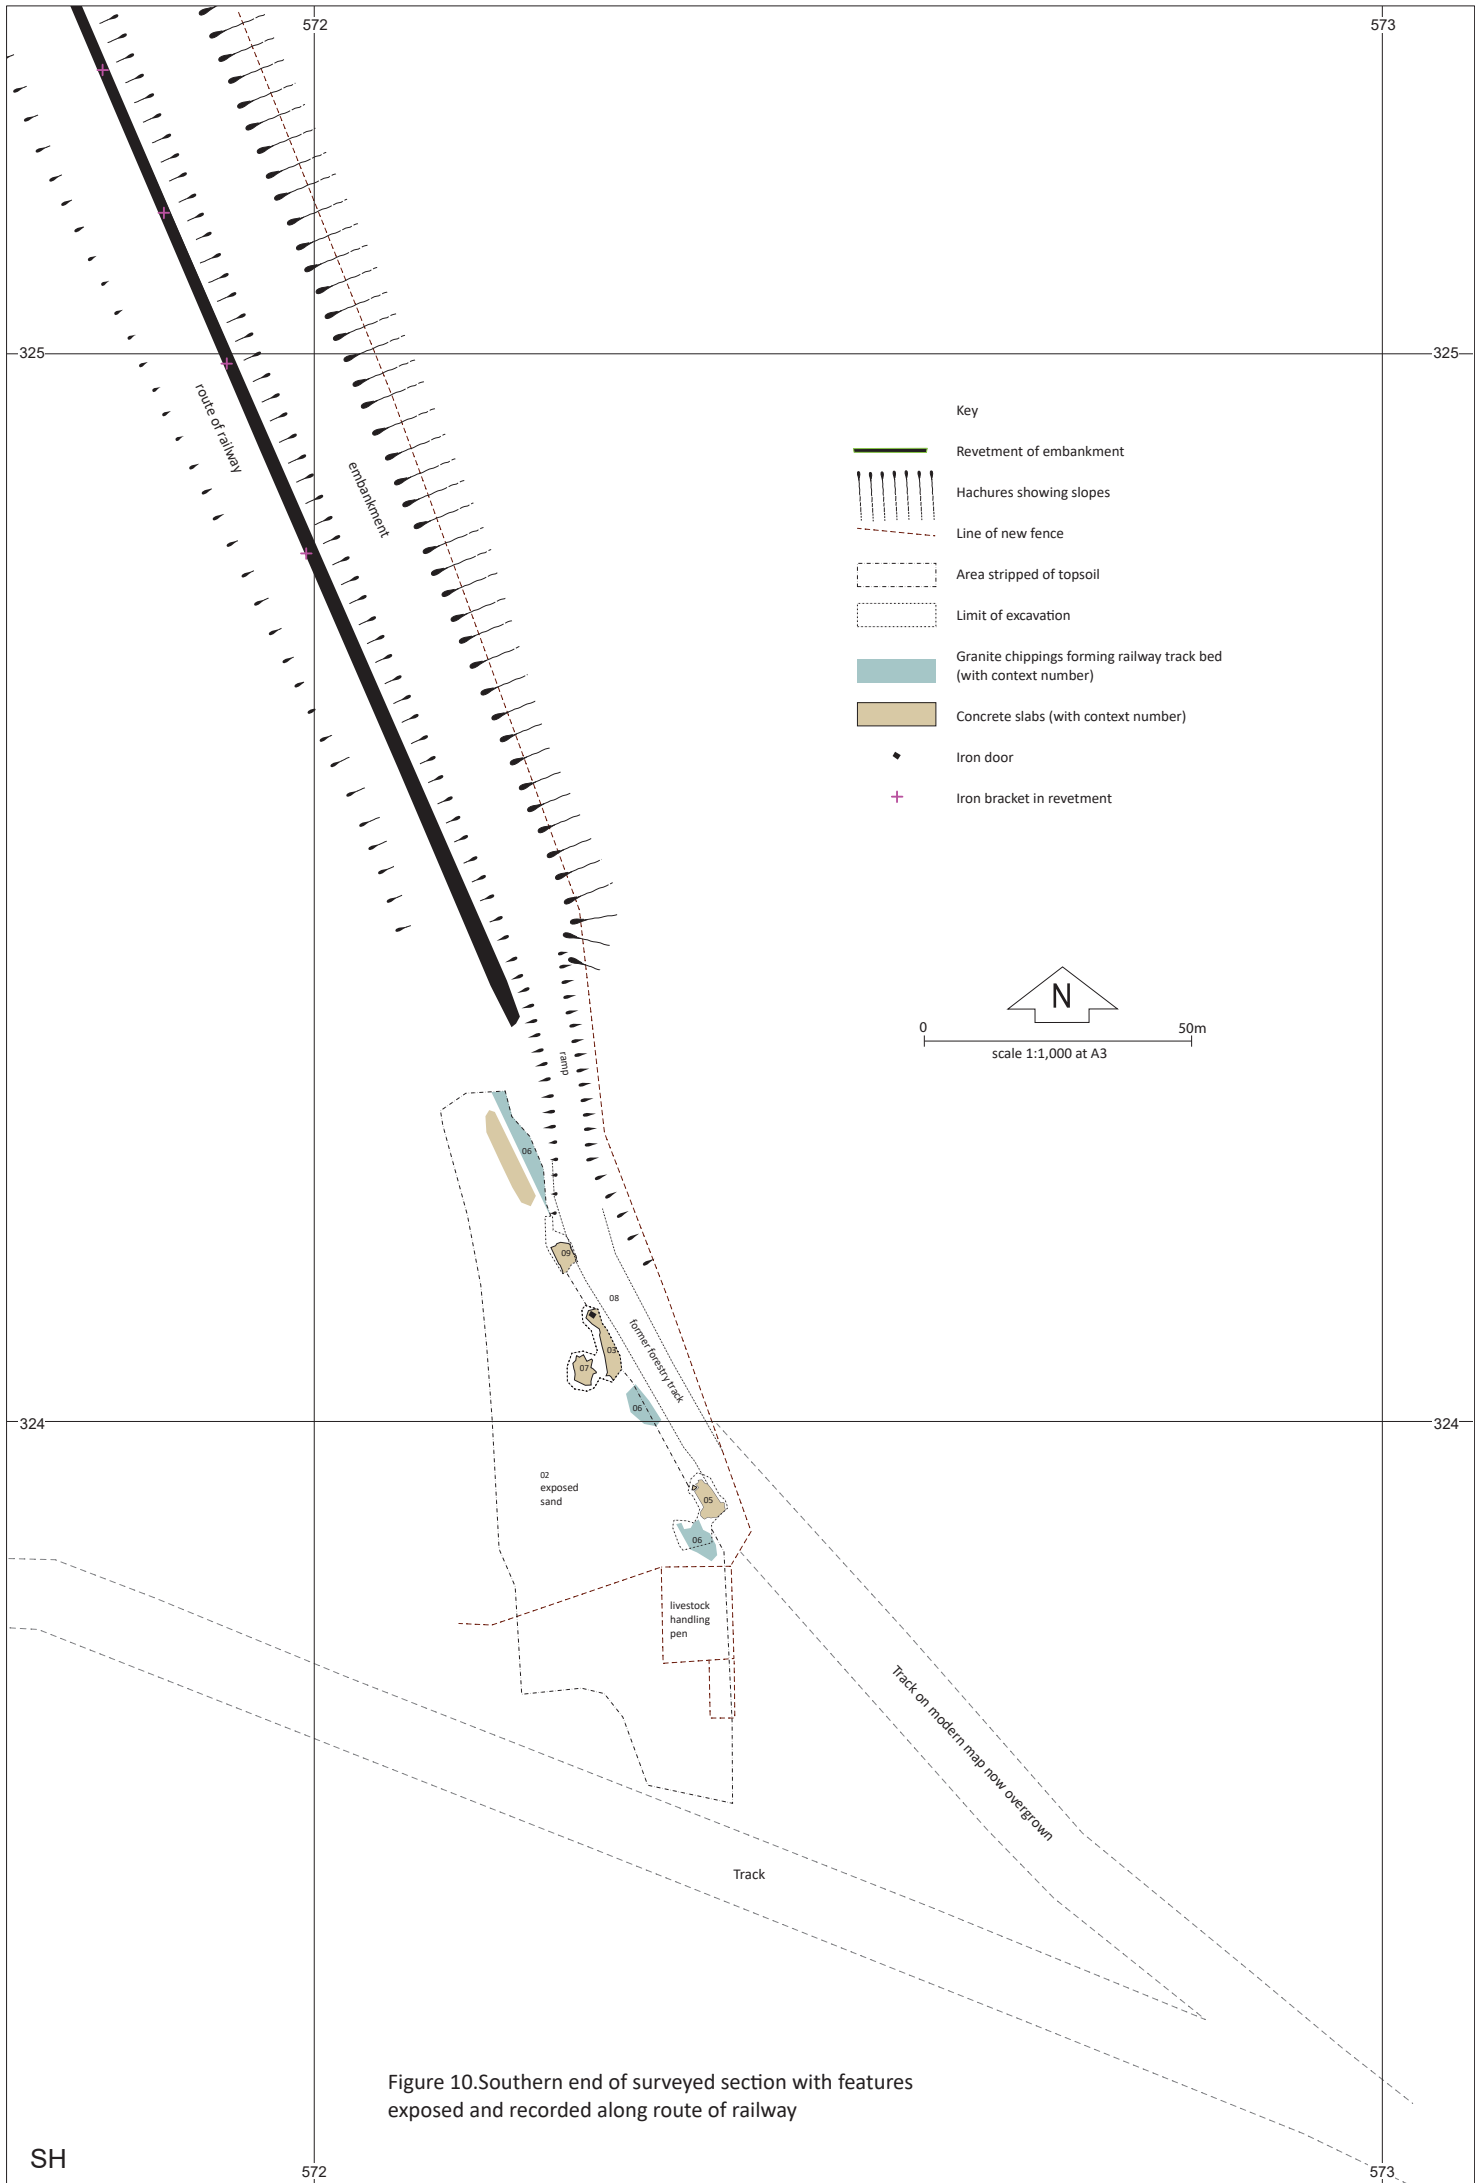 572
573
325
325
route of railway
embankment
Key
Revetment of embankment
Hachures showing slopes
Line of new fence
Area stripped of topsoil
Limit of excavation
Granite chippings forming railway track bed
(with context number)
Concrete slabs (with context number)
Iron door
Iron bracket in revetment
N
0
50m
scale 1:1,000 at A3
ramp
06
09
08
former forestry track
03
07
06
324
324
02
exposed
sand
05
06
livestock
handling
pen
Track on modern map now overgrown
Track
Figure 10.Southern end of surveyed section with features
exposed and recorded along route of railway
SH
572
573